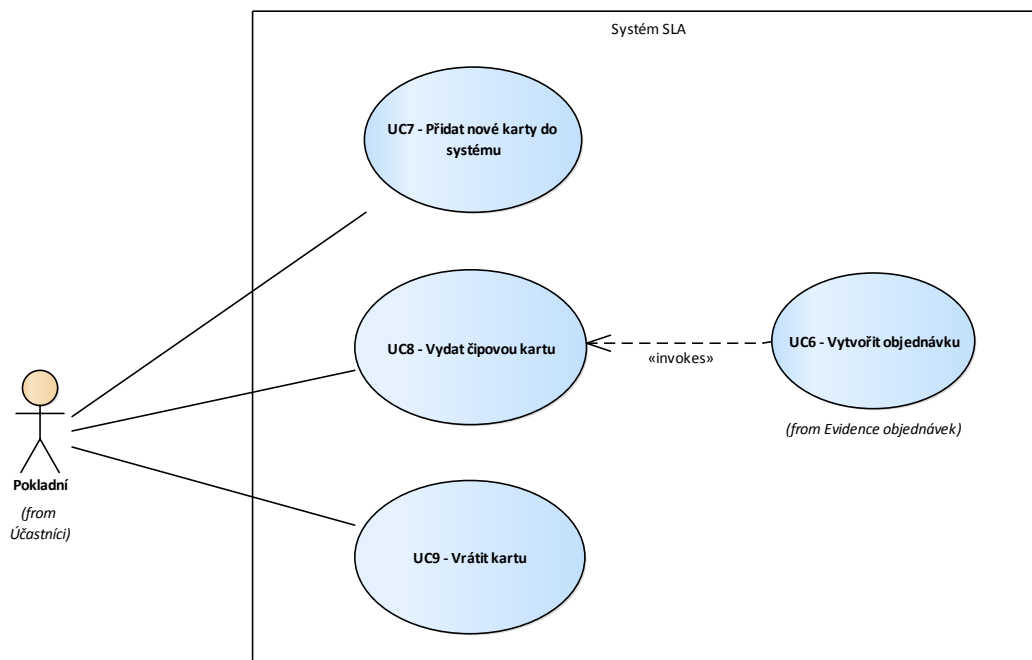 Systém SLA
UC7 - Přidat nové karty do
systému
UC8 - Vydat čipovou kartu
«invokes»
UC6 - Vytvořit objednávku
(from Evidence objednávek)
Pokladní
(from
Účastníci)
UC9 - Vrátit kartu